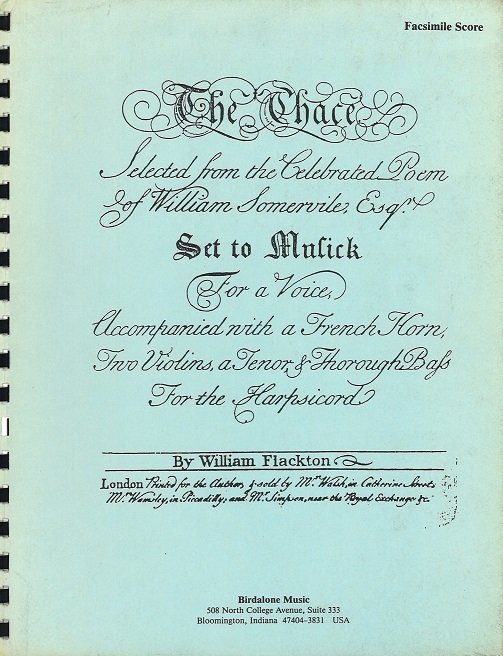 Facsimile Score
The Chace
Selected from the Celebrated Poem
of William Somervile, Esqr.
Set to Muſick
For a Voice,
Accompanied with a French Horn,
Two Violins, a Tenor, & Thorough Baſs
For the Harpsicord
By William Flackton
London Printed for the Author, & sold by Mr. Walsh, in Catherine Street,
Mr. Wamsley, in Piccadilly; and Mr. Simpson, near the Royal Exchange &c.
Birdalone Music
508 North College Avenue, Suite 333
Bloomington, Indiana 47404-3831 USA